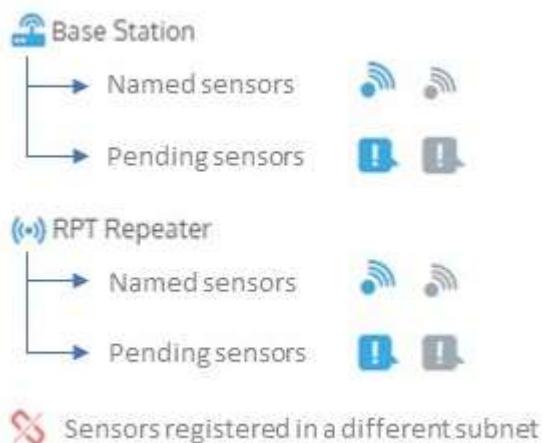 Base Station
Named sensors
Pending sensors
RPT Repeater
Named sensors
Pending sensors
Sensors registered in a different subnet